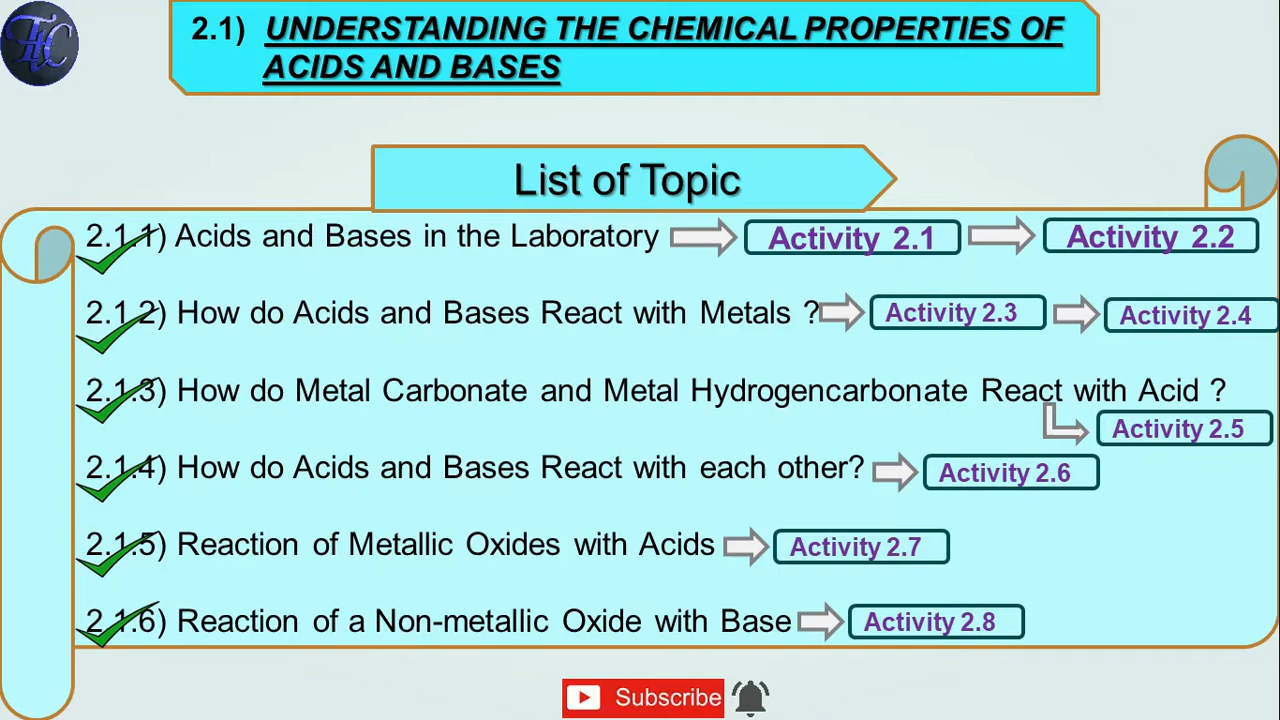 2.1) UNDERSTANDING THE CHEMICAL PROPERTIES OF
ACIDS AND BASES
List of Topic
2.1.1) Acids and Bases in the Laboratory Activity 2.1 Activity 2.2
2.1.2) How do Acids and Bases React with Metals ? Activity 2.3 Activity 2.4
2.1.3) How do Metal Carbonate and Metal Hydrogencarbonate React with Acid ?
Activity 2.5
2.1.4) How do Acids and Bases React with each other? Activity 2.6
2.1.5) Reaction of Metallic Oxides with Acids Activity 2.7
2.1.6) Reaction of a Non-metallic Oxide with Base Activity 2.8
Subscribe